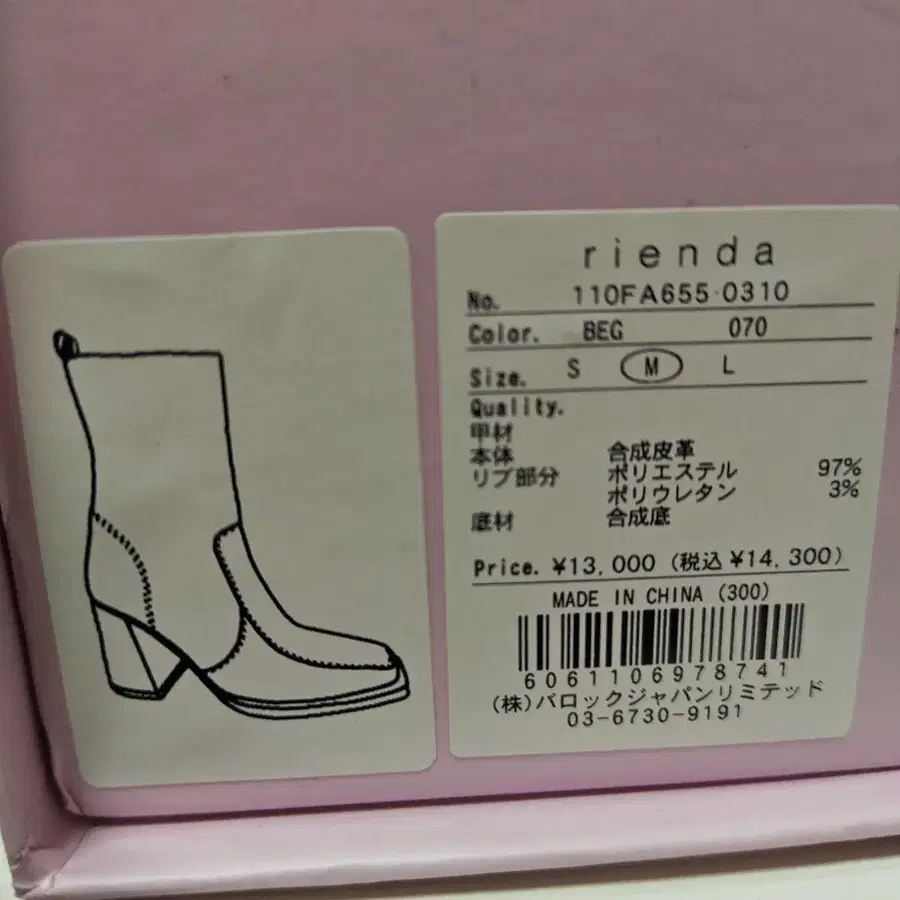 rienda
No. 110FA655-0310
Color. BEG 070
Size. S M L
Quality.
甲材
本体 合成皮革
リブ部分 ポリエステル 97%
ポリウレタン 3%
底材 合成底
Price. ¥13,000 (税込 ¥14,300)
MADE IN CHINA (300)
6061106978741
(株)バロックジャパンリミテッド
03-6730-9191